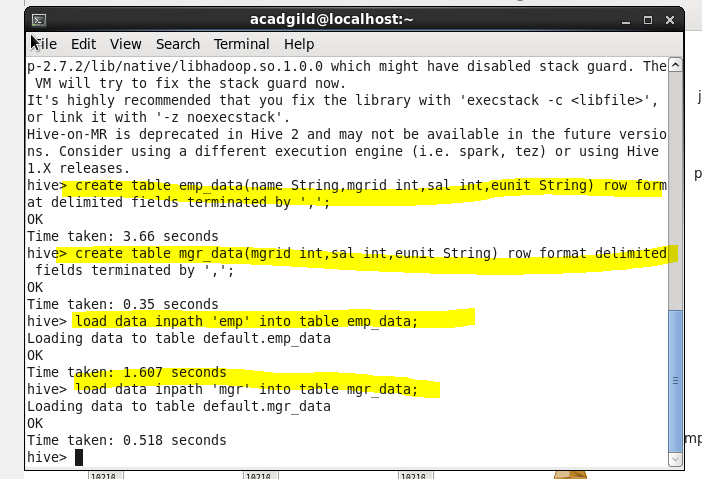 acadgild@localhost:~
File Edit View Search Terminal Help
p-2.7.2/lib/native/libhadoop.so.1.0.0 which might have disabled stack guard. The
 VM will try to fix the stack guard now.
It's highly recommended that you fix the library with 'execstack -c <libfile>',
or link it with '-z noexecstack'.
Hive-on-MR is deprecated in Hive 2 and may not be available in the future versio
ns. Consider using a different execution engine (i.e. spark, tez) or using Hive
1.X releases.
hive> create table emp_data(name String,mgrid int,sal int,eunit String) row form
at delimited fields terminated by ',';
OK
Time taken: 3.66 seconds
hive> create table mgr_data(mgrid int,sal int,eunit String) row format delimited
 fields terminated by ',';
OK
Time taken: 0.35 seconds
hive> load data inpath 'emp' into table emp_data;
Loading data to table default.emp_data
OK
Time taken: 1.607 seconds
hive> load data inpath 'mgr' into table mgr_data;
Loading data to table default.mgr_data
OK
Time taken: 0.518 seconds
hive>
j
p
mp
10210 10210 10210